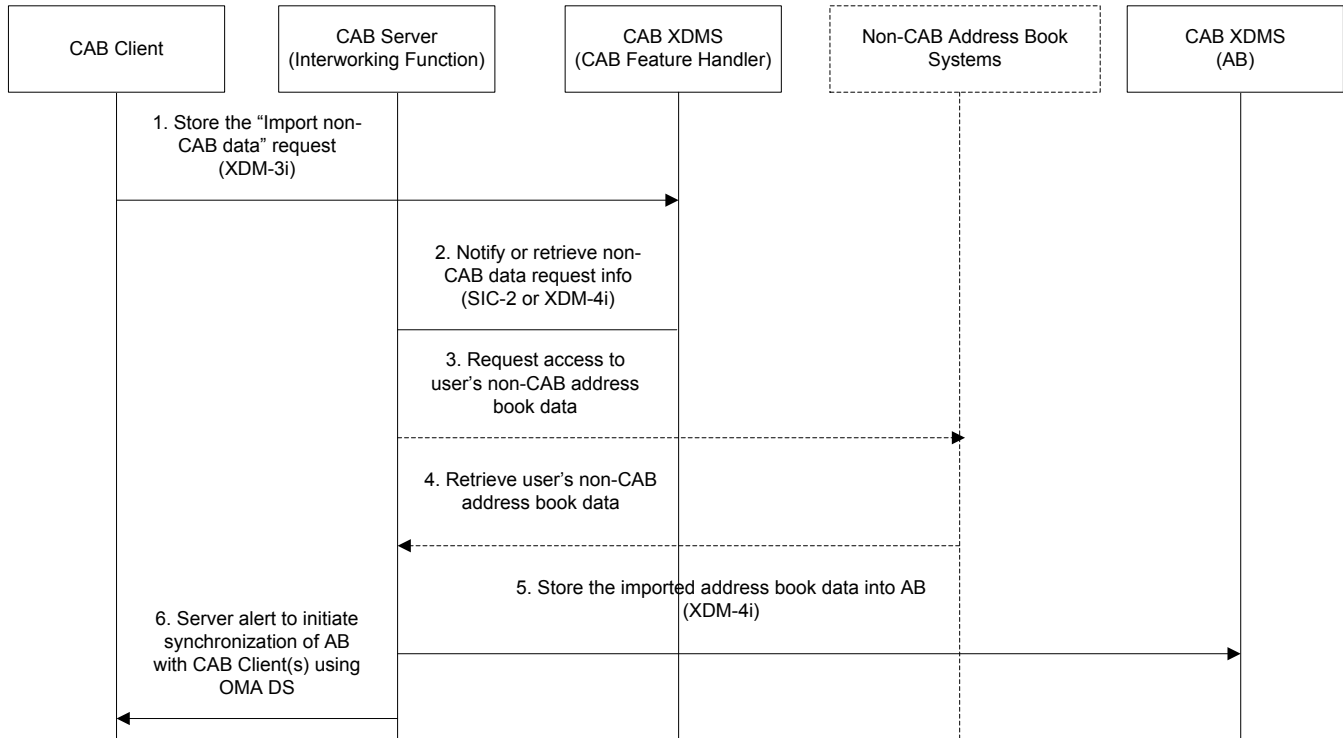 CAB Client
CAB Server
(Interworking Function)
CAB XDMS
(CAB Feature Handler)
Non-CAB Address Book
Systems
CAB XDMS
(AB)
1. Store the “Import non-
CAB data” request
(XDM-3i)
2. Notify or retrieve non-
CAB data request info
(SIC-2 or XDM-4i)
3. Request access to
user’s non-CAB address
book data
4. Retrieve user’s non-CAB
address book data
5. Store the imported address book data into AB
(XDM-4i)
6. Server alert to initiate
synchronization of AB
with CAB Client(s) using
OMA DS